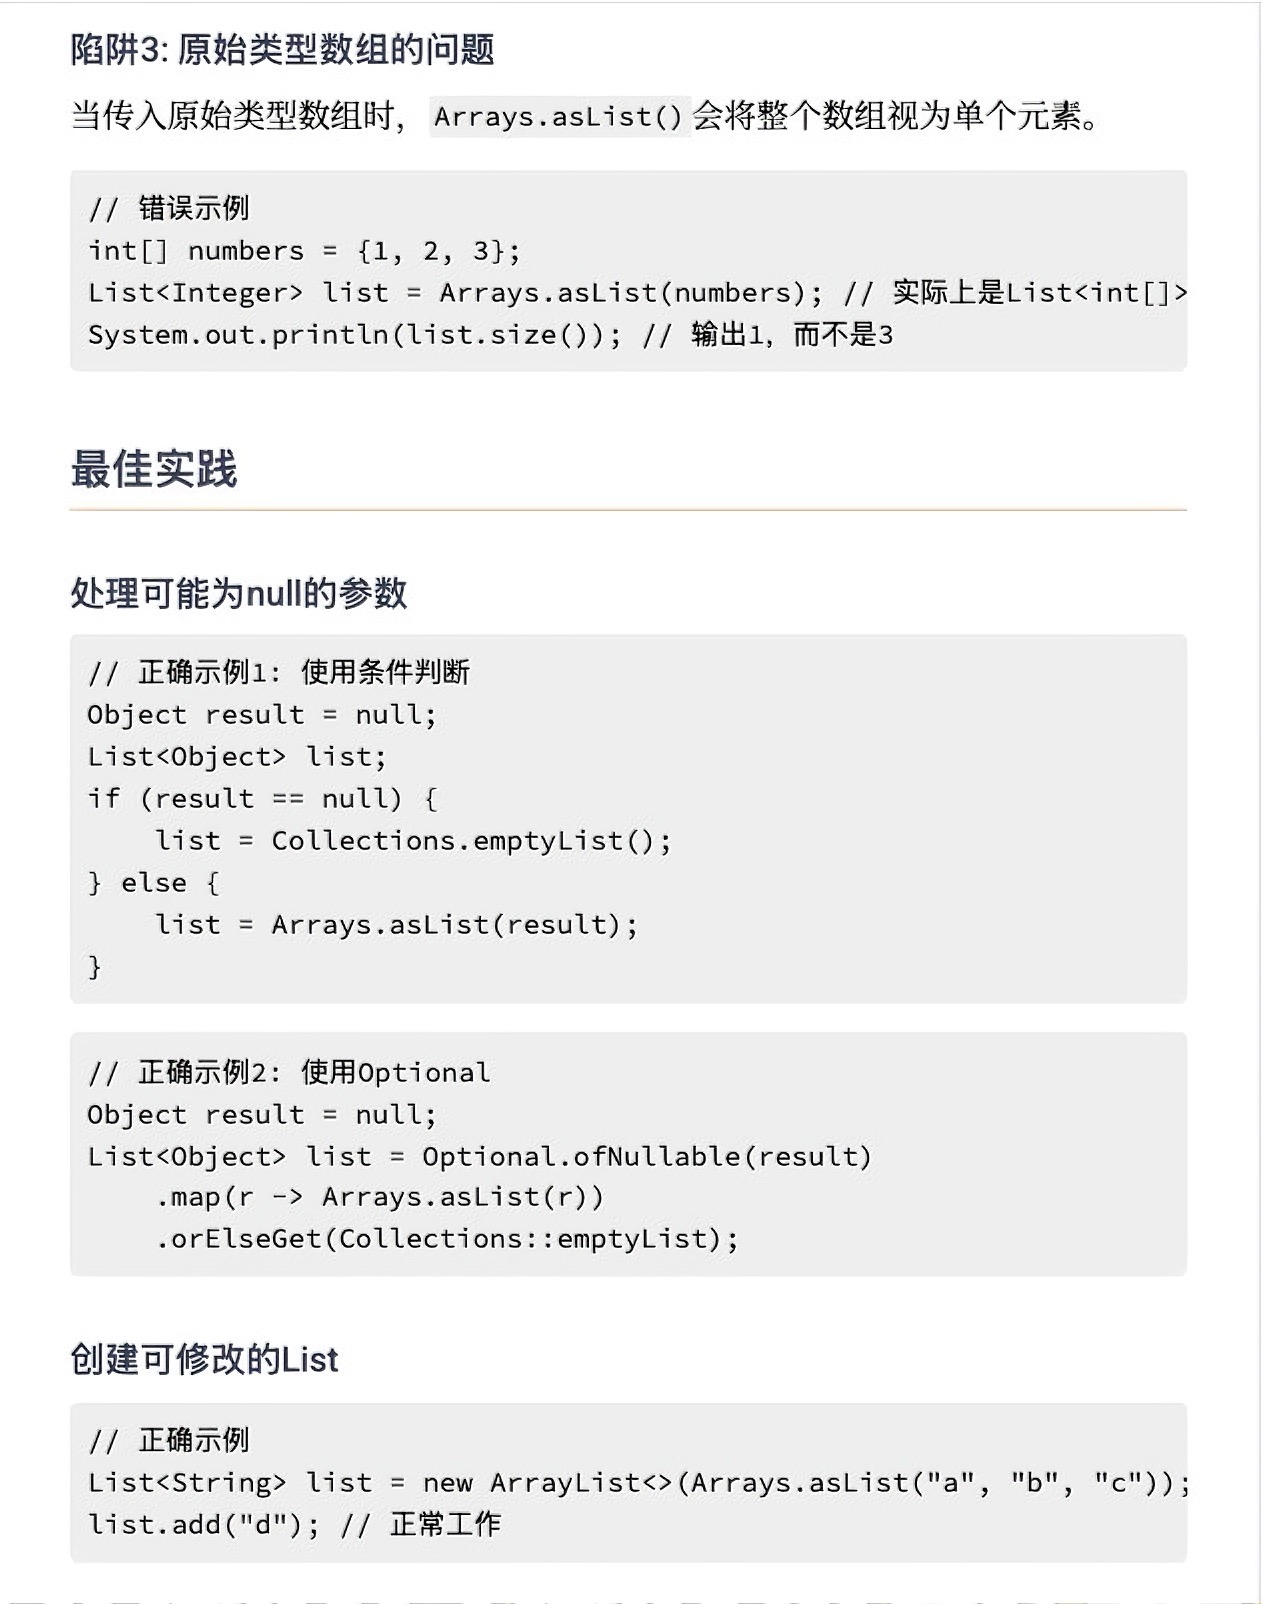 陷阱3: 原始类型数组的问题
当传入原始类型数组时， Arrays.asList() 会将整个数组视为单个元素。
// 错误示例
int[] numbers = {1, 2, 3};
List<Integer> list = Arrays.asList(numbers); // 实际上是List<int[]>
System.out.println(list.size()); // 输出1，而不是3
最佳实践
处理可能为null的参数
// 正确示例1: 使用条件判断
Object result = null;
List<Object> list;
if (result == null) {
    list = Collections.emptyList();
} else {
    list = Arrays.asList(result);
}
// 正确示例2: 使用Optional
Object result = null;
List<Object> list = Optional.ofNullable(result)
    .map(r -> Arrays.asList(r))
    .orElseGet(Collections::emptyList);
创建可修改的List
// 正确示例
List<String> list = new ArrayList<>(Arrays.asList("a", "b", "c"));
list.add("d"); // 正常工作